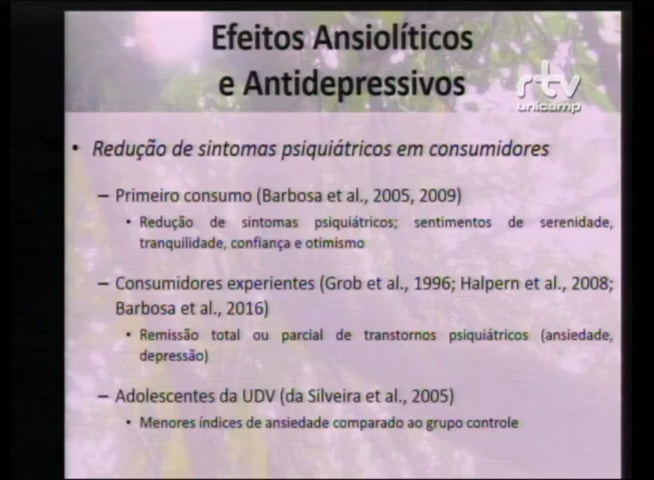 Efeitos Ansiolíticos
e Antidepressivos
rtv
unicamp
• Redução de sintomas psiquiátricos em consumidores
– Primeiro consumo (Barbosa et al., 2005, 2009)
• Redução de sintomas psiquiátricos; sentimentos de serenidade,
tranquilidade, confiança e otimismo
– Consumidores experientes (Grob et al., 1996; Halpern et al., 2008;
Barbosa et al., 2016)
• Remissão total ou parcial de transtornos psiquiátricos (ansiedade,
depressão)
– Adolescentes da UDV (da Silveira et al., 2005)
• Menores índices de ansiedade comparado ao grupo controle